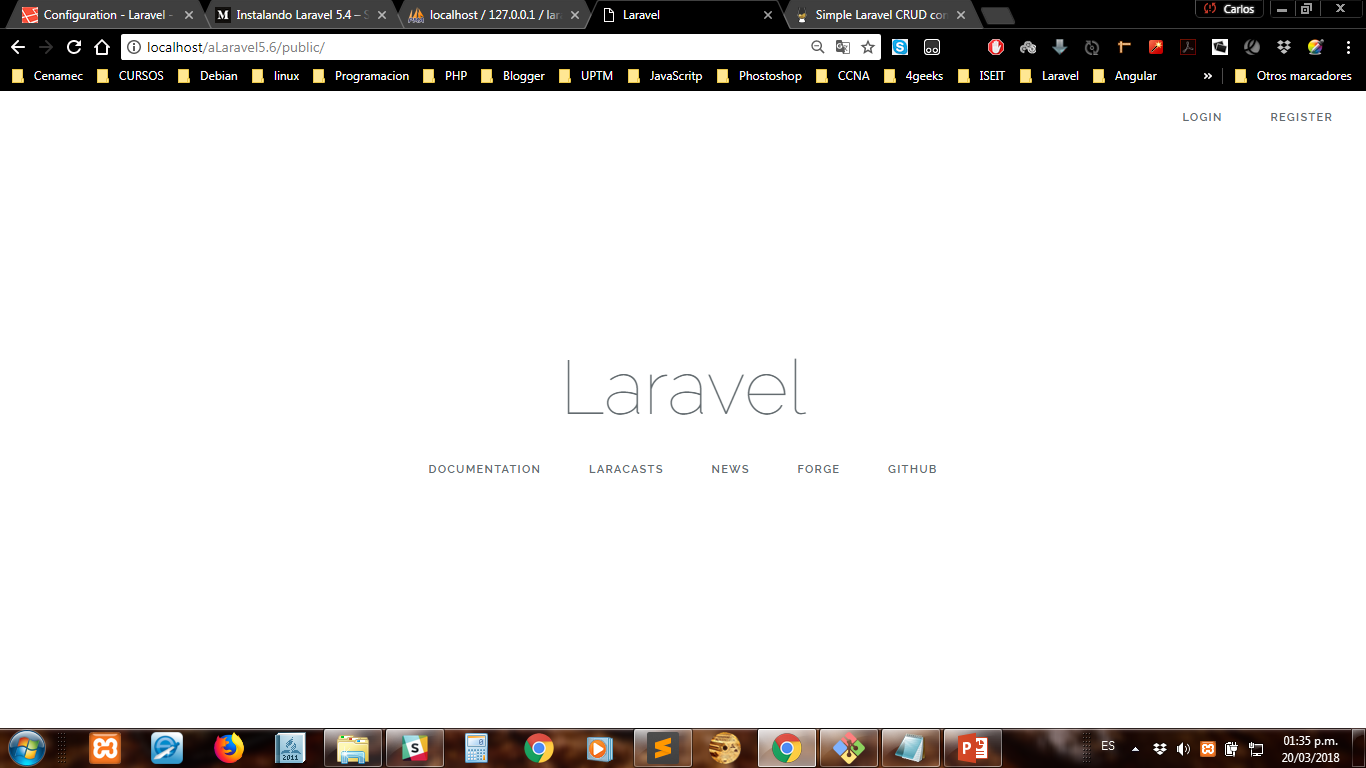 Configuration - Laravel -
Instalando Laravel 5.4 – S
localhost / 127.0.0.1 / lar
Laravel
Simple Laravel CRUD con
Carlos
localhost/aLaravel5.6/public/
Cenamec
CURSOS
Debian
linux
Programacion
PHP
Blogger
UPTM
JavaScritp
Phostoshop
CCNA
4geeks
ISEIT
Laravel
Angular
»
Otros marcadores
LOGIN
REGISTER
Laravel
DOCUMENTATION
LARACASTS
NEWS
FORGE
GITHUB
2011
ES
01:35 p.m.
20/03/2018